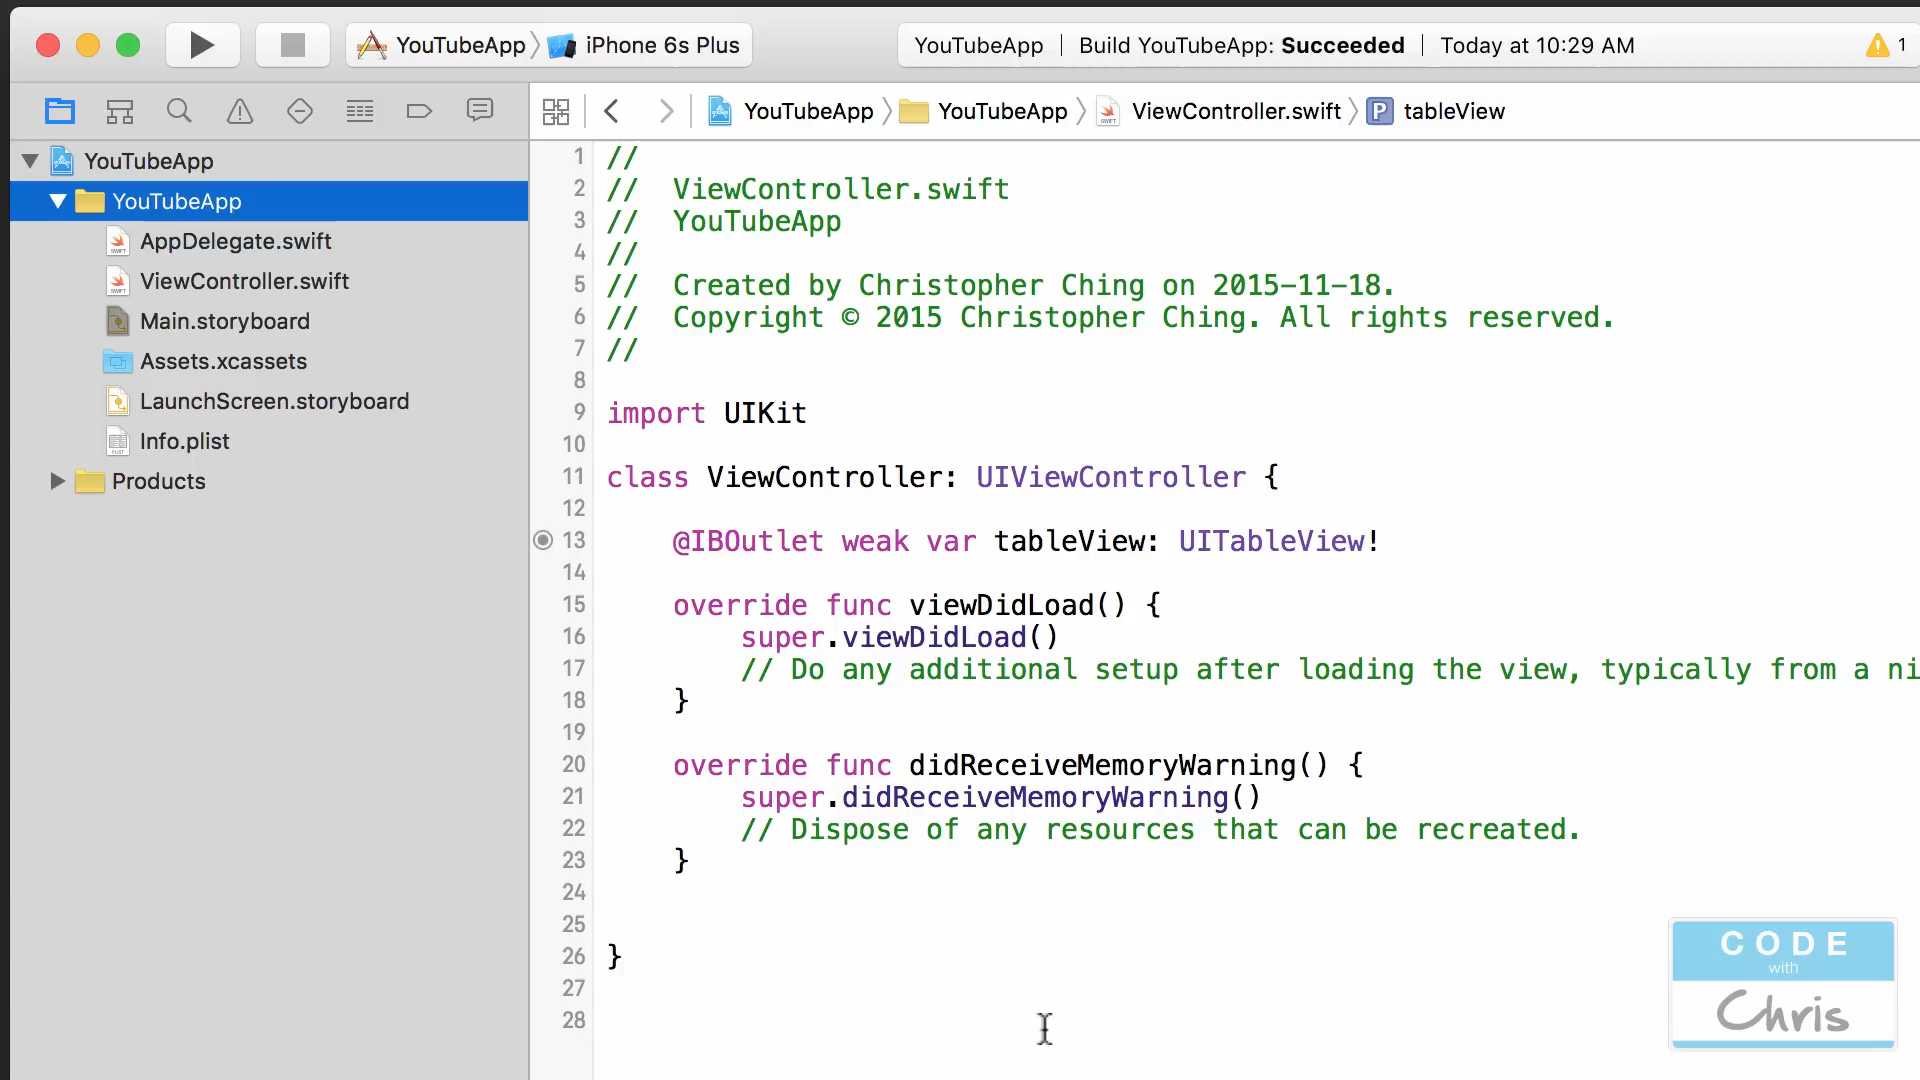 YouTubeApp iPhone 6s Plus
YouTubeApp | Build YouTubeApp: Succeeded | Today at 10:29 AM
1
YouTubeApp YouTubeApp ViewController.swift P tableView
YouTubeApp
YouTubeApp
AppDelegate.swift
ViewController.swift
Main.storyboard
Assets.xcassets
LaunchScreen.storyboard
Info.plist
Products
1 //
2 //  ViewController.swift
3 //  YouTubeApp
4 //
5 //  Created by Christopher Ching on 2015-11-18.
6 //  Copyright © 2015 Christopher Ching. All rights reserved.
7 //
8
9 import UIKit
10
11 class ViewController: UIViewController {
12
13     @IBOutlet weak var tableView: UITableView!
14
15     override func viewDidLoad() {
16         super.viewDidLoad()
17         // Do any additional setup after loading the view, typically from a ni
18     }
19
20     override func didReceiveMemoryWarning() {
21         super.didReceiveMemoryWarning()
22         // Dispose of any resources that can be recreated.
23     }
24
25
26 }
27
28
CODE
with
Chris